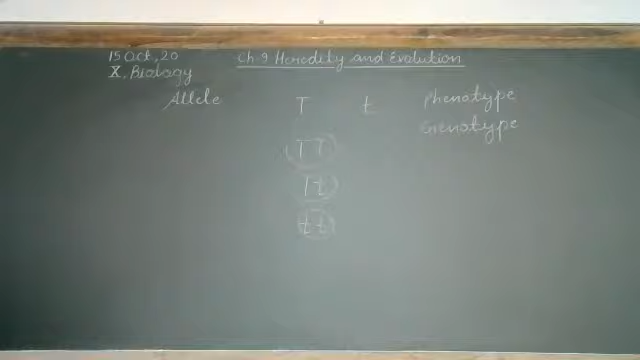 15 Oct, 20 Ch 9 Heredity and Evolution
X. Biology
Allele T t Phenotype
Genotype
TT
Tt
tt